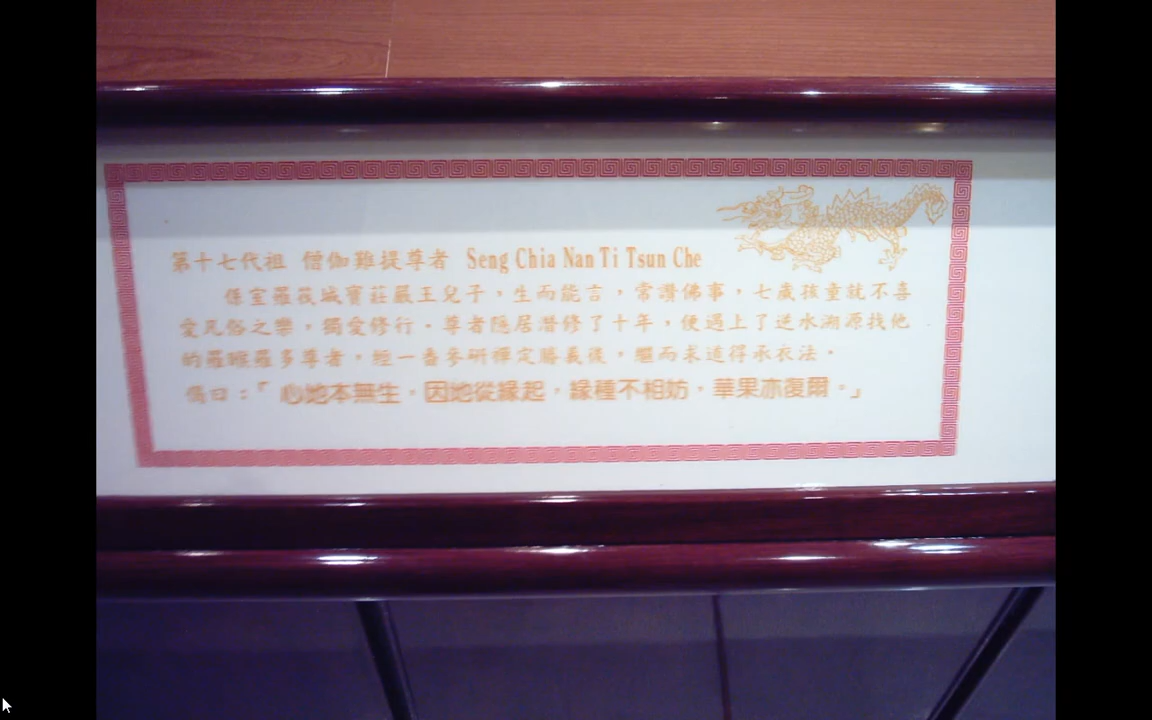 第十七代祖 僧伽難提尊者 Seng Chia Nan Ti Tsun Che
係室羅筏城寶莊嚴王兒子，生而能言，常讚佛事，七歲孩童就不喜
愛凡俗之樂，獨愛修行。尊者隱居潛修了十年，便遇上了逆水溯源找他
的羅睺羅多尊者，經一番參研禪定勝義後，繼而求道得承衣法。
偈曰：「心地本無生，因地從緣起，緣種不相妨，華果亦復爾。」